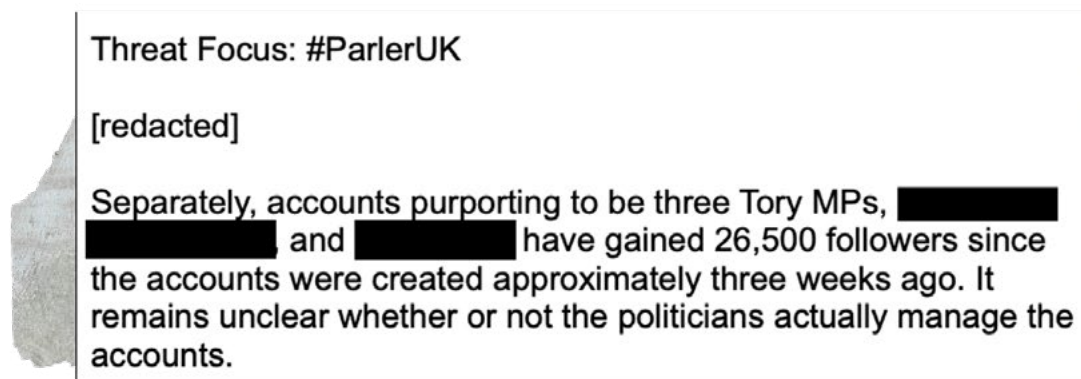 Threat Focus: #ParlerUK
[redacted]
Separately, accounts purporting to be three Tory MPs,
, and have gained 26,500 followers since
the accounts were created approximately three weeks ago. It
remains unclear whether or not the politicians actually manage the
accounts.